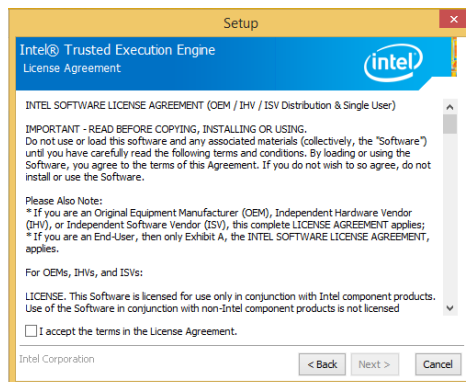 Setup
Intel® Trusted Execution Engine
License Agreement
intel
INTEL SOFTWARE LICENSE AGREEMENT (OEM / IHV / ISV Distribution & Single User)
IMPORTANT - READ BEFORE COPYING, INSTALLING OR USING.
Do not use or load this software and any associated materials (collectively, the "Software")
until you have carefully read the following terms and conditions. By loading or using the
Software, you agree to the terms of this Agreement. If you do not wish to so agree, do not
install or use the Software.
Please Also Note:
* If you are an Original Equipment Manufacturer (OEM), Independent Hardware Vendor
(IHV), or Independent Software Vendor (ISV), this complete LICENSE AGREEMENT applies;
* If you are an End-User, then only Exhibit A, the INTEL SOFTWARE LICENSE AGREEMENT,
applies.
For OEMs, IHVs, and ISVs:
LICENSE. This Software is licensed for use only in conjunction with Intel component products.
Use of the Software in conjunction with non-Intel component products is not licensed
I accept the terms in the License Agreement.
Intel Corporation
< Back
Next >
Cancel